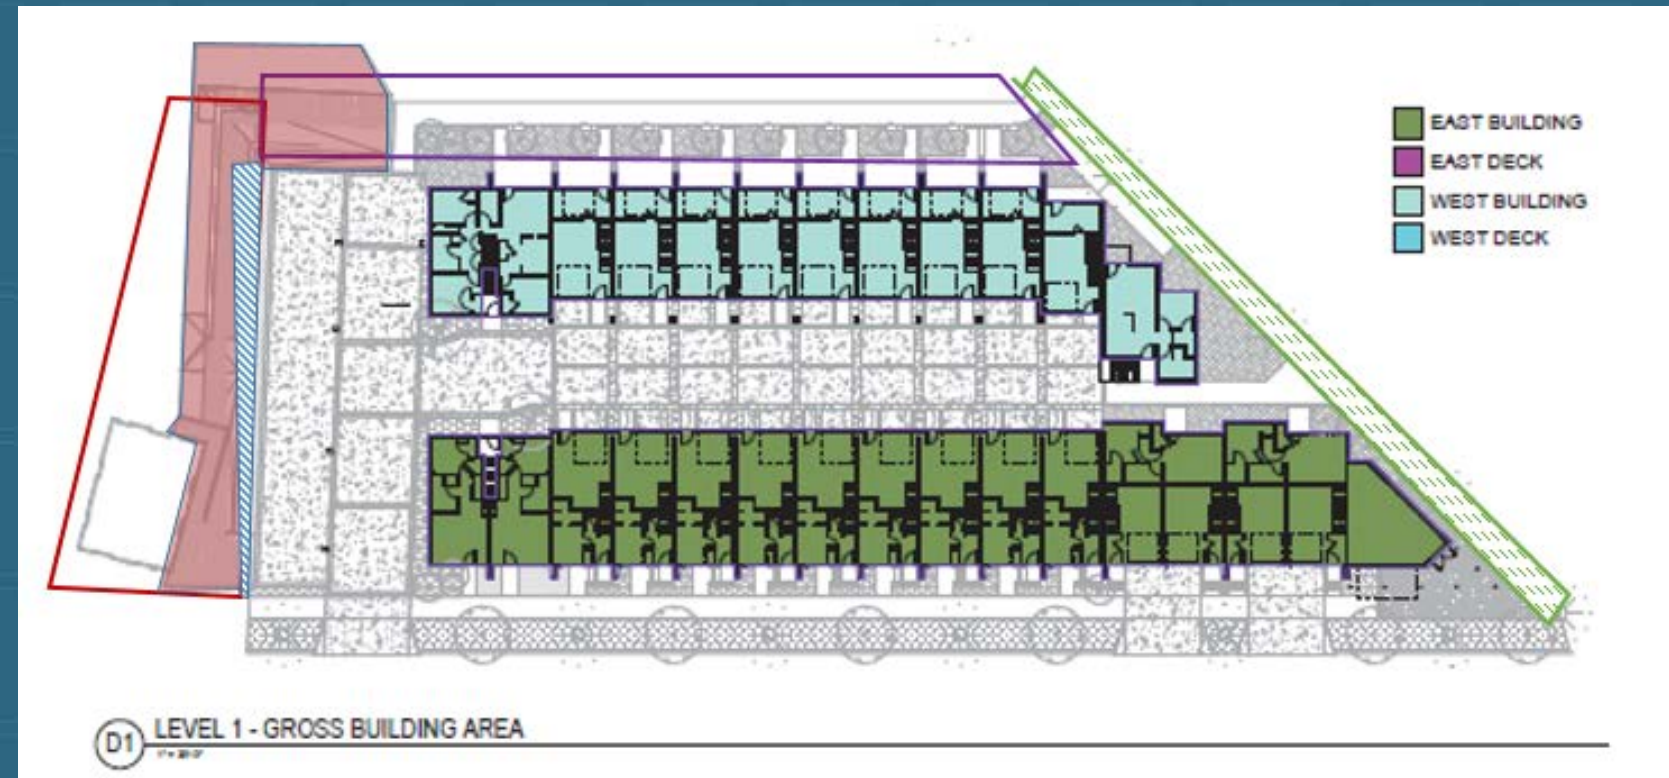 EAST BUILDING
EAST DECK
WEST BUILDING
WEST DECK
D1
LEVEL 1 - GROSS BUILDING AREA